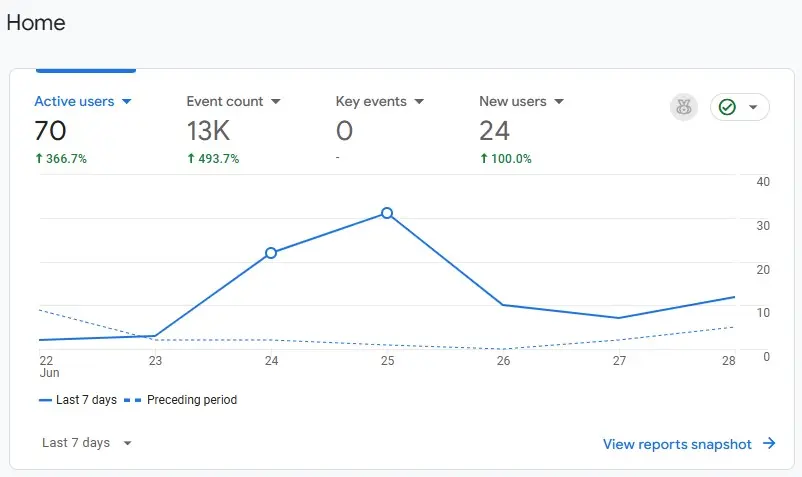 Home
Active users Event count Key events New users
70 13K 0 24
↑ 366.7% ↑ 493.7% - ↑ 100.0%
40
30
20
10
0
22 23 24 25 26 27 28
Jun
Last 7 days Preceding period
Last 7 days View reports snapshot →